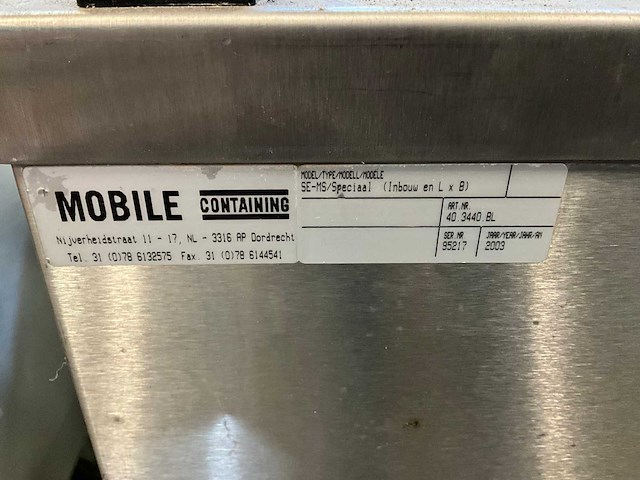 MOBILE CONTAINING
Nijverheidstraat 11 - 17, NL - 3316 AP Dordrecht
Tel. 31 (0)78 6132575 Fax. 31 (0)78 6144541
MODEL/TYPE/MODELL/MODELE
SE-MS/Speciaal (Inbouw en L x B)
ART.NR.
40.3440.BL
SER.NR JAAR/YEAR/JAHR/AN
95217 2003